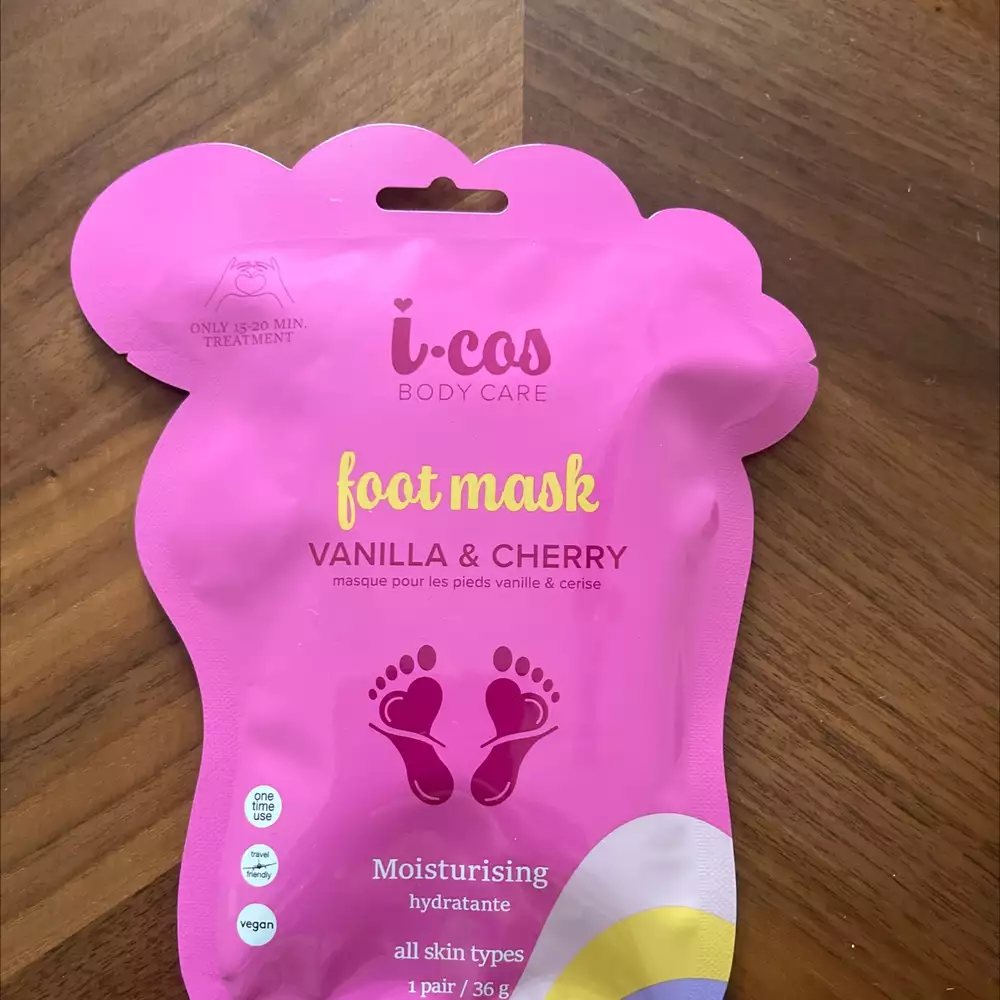 ONLY 15-20 MIN.
TREATMENT
i·cos
BODY CARE
foot mask
VANILLA & CHERRY
masque pour les pieds vanille & cerise
one
time
use
travel
friendly
vegan
Moisturising
hydratante
all skin types
1 pair / 36 g